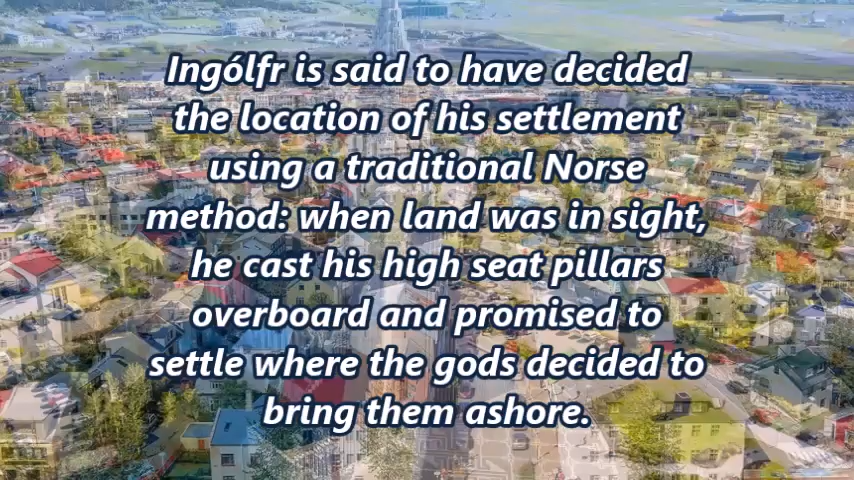 Ingólfr is said to have decided
the location of his settlement
using a traditional Norse
method: when land was in sight,
he cast his high seat pillars
overboard and promised to
settle where the gods decided to
bring them ashore.